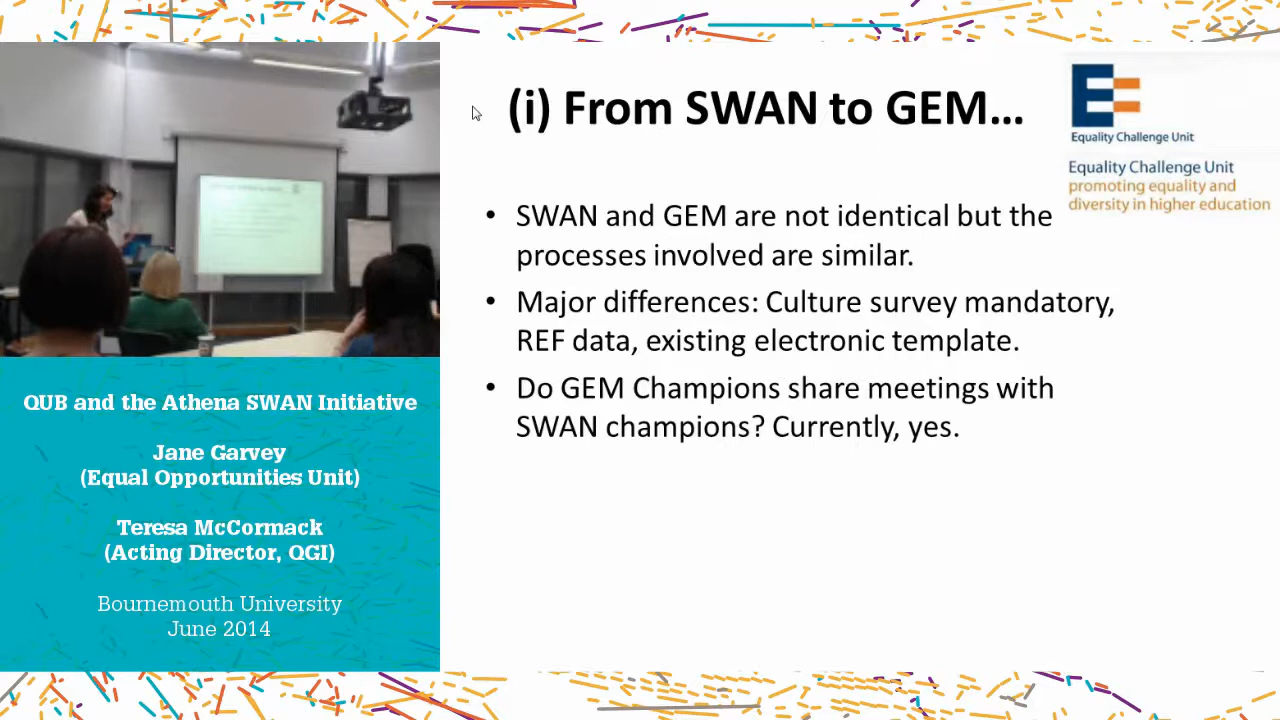 (i) From SWAN to GEM...
Equality Challenge Unit
Equality Challenge Unit
promoting equality and
diversity in higher education
• SWAN and GEM are not identical but the
processes involved are similar.
• Major differences: Culture survey mandatory,
REF data, existing electronic template.
• Do GEM Champions share meetings with
SWAN champions? Currently, yes.
QUB and the Athena SWAN Initiative
Jane Garvey
(Equal Opportunities Unit)
Teresa McCormack
(Acting Director, QGI)
Bournemouth University
June 2014